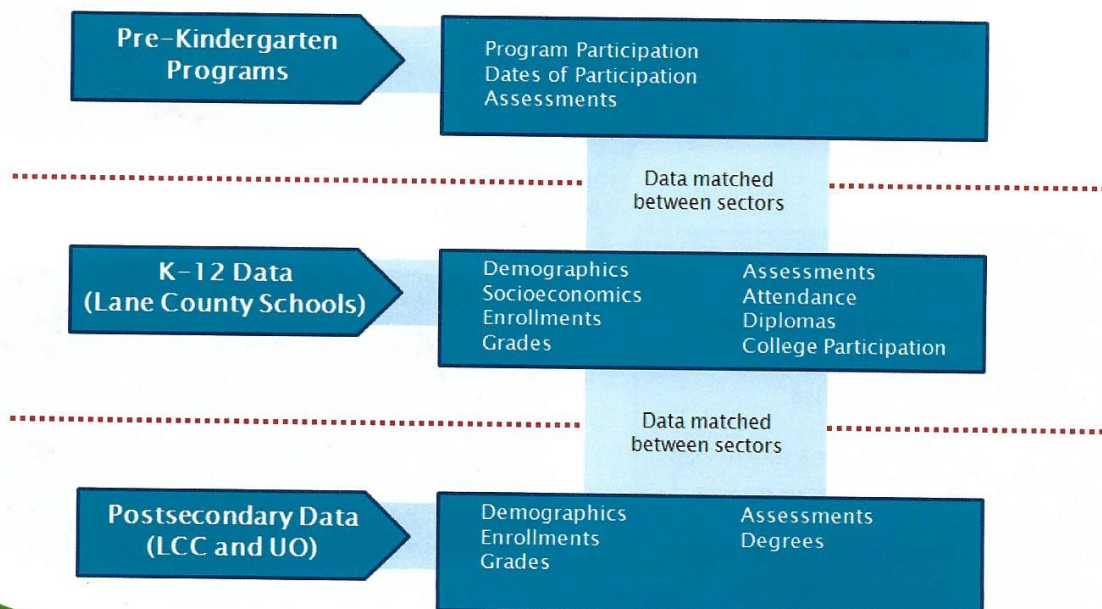 Pre-Kindergarten
Programs
Program Participation
Dates of Participation
Assessments
Data matched
between sectors
K-12 Data
(Lane County Schools)
Demographics
Socioeconomics
Enrollments
Grades
Assessments
Attendance
Diplomas
College Participation
Data matched
between sectors
Postsecondary Data
(LCC and UO)
Demographics
Enrollments
Grades
Assessments
Degrees